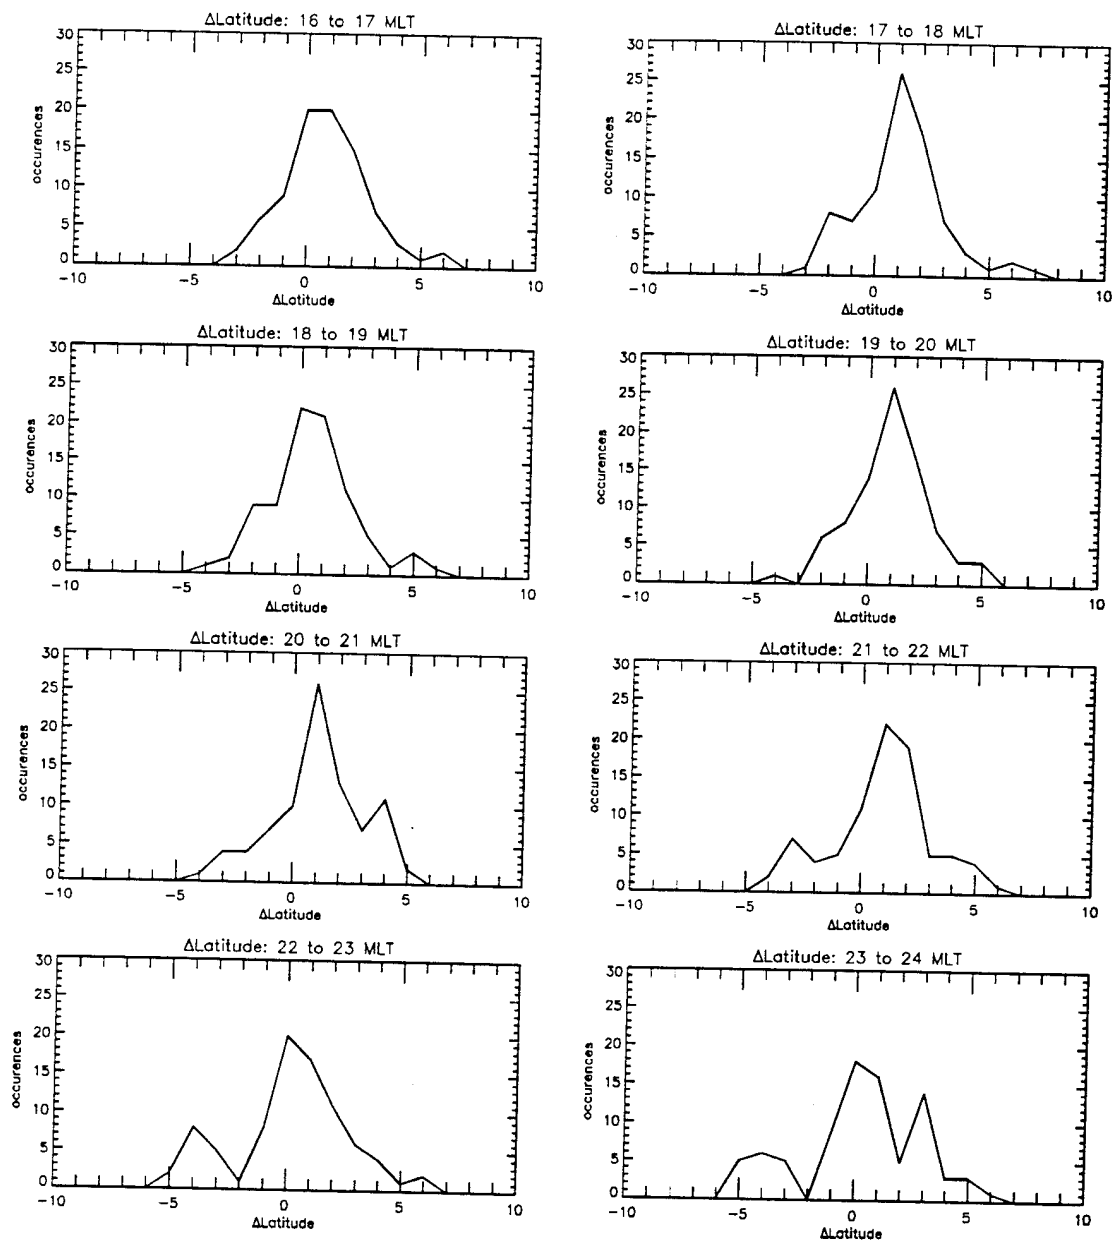 ΔLatitude: 16 to 17 MLT
30
25
20
15
10
5
0
occurences
-10 -5 0 5 10
ΔLatitude
ΔLatitude: 17 to 18 MLT
30
25
20
15
10
5
0
occurences
-10 -5 0 5 10
ΔLatitude
ΔLatitude: 18 to 19 MLT
30
25
20
15
10
5
0
occurences
-10 -5 0 5 10
ΔLatitude
ΔLatitude: 19 to 20 MLT
30
25
20
15
10
5
0
occurences
-10 -5 0 5 10
ΔLatitude
ΔLatitude: 20 to 21 MLT
30
25
20
15
10
5
0
occurences
-10 -5 0 5 10
ΔLatitude
ΔLatitude: 21 to 22 MLT
30
25
20
15
10
5
0
occurences
-10 -5 0 5 10
ΔLatitude
ΔLatitude: 22 to 23 MLT
30
25
20
15
10
5
0
occurences
-10 -5 0 5 10
ΔLatitude
ΔLatitude: 23 to 24 MLT
30
25
20
15
10
5
0
occurences
-10 -5 0 5 10
ΔLatitude